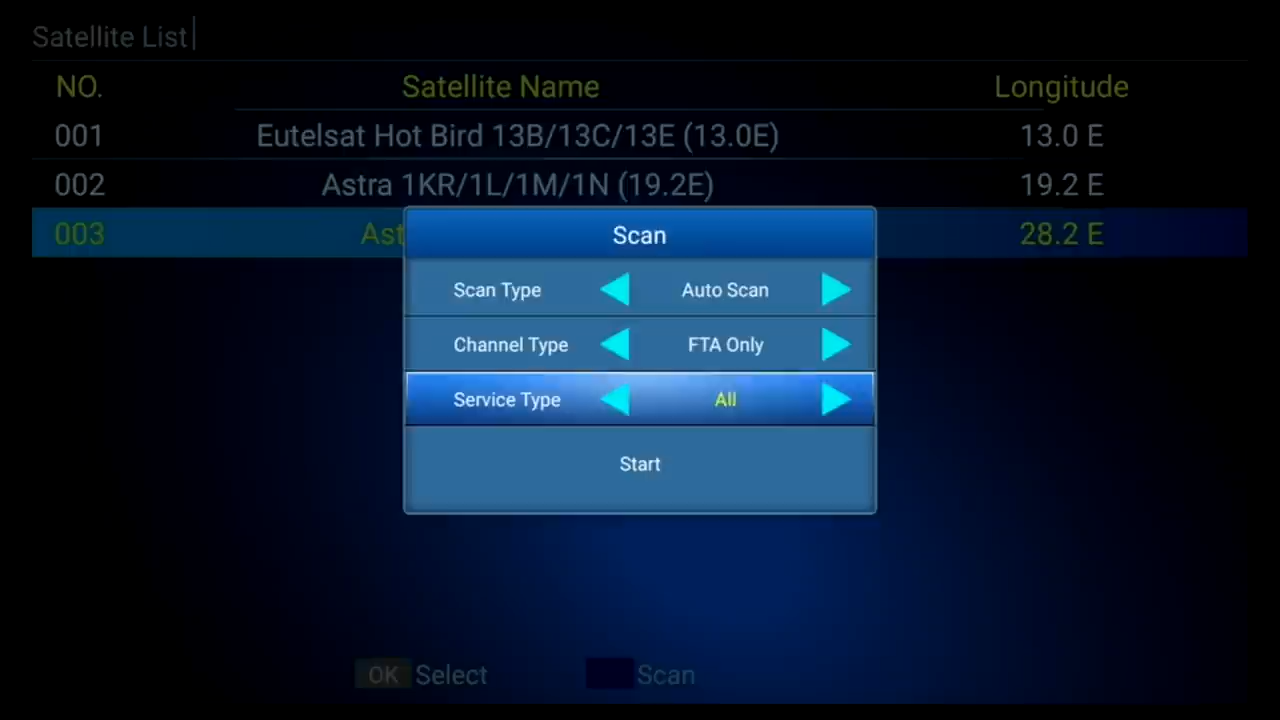 Satellite List
NO. Satellite Name Longitude
001 Eutelsat Hot Bird 13B/13C/13E (13.0E) 13.0 E
002 Astra 1KR/1L/1M/1N (19.2E) 19.2 E
003 Ast 28.2 E
Scan
Scan Type Auto Scan
Channel Type FTA Only
Service Type All
Start
OK Select Scan